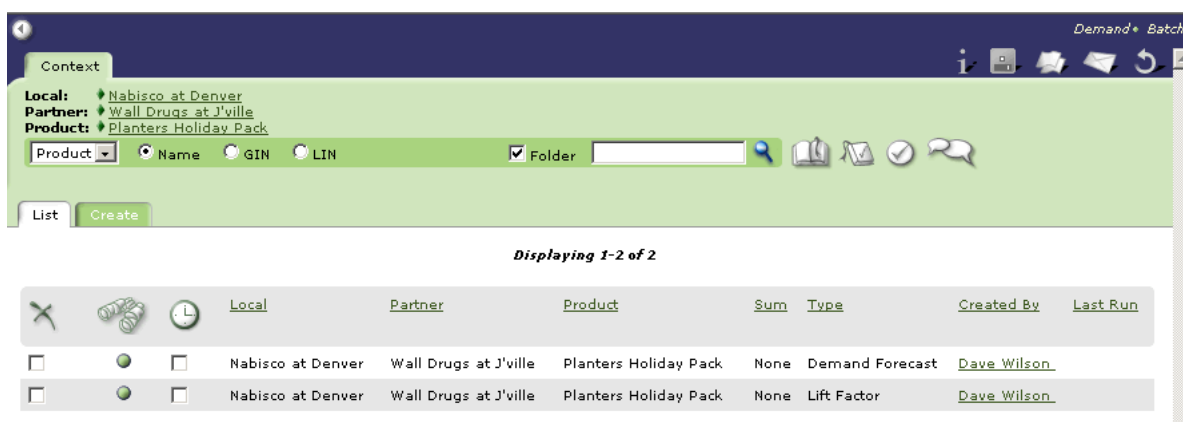 Demand• Batch
Context
Local: Nabisco at Denver
Partner: Wall Drugs at J'ville
Product: Planters Holiday Pack
Product Name GIN LIN Folder
List Create
Displaying 1-2 of 2
Local Partner Product Sum Type Created By Last Run
Nabisco at Denver Wall Drugs at J'ville Planters Holiday Pack None Demand Forecast Dave Wilson
Nabisco at Denver Wall Drugs at J'ville Planters Holiday Pack None Lift Factor Dave Wilson